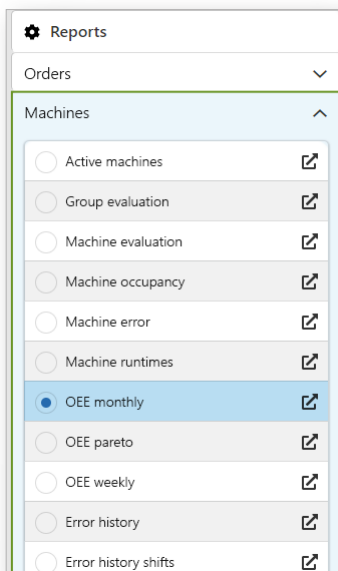 Reports
Orders
Machines
Active machines
Group evaluation
Machine evaluation
Machine occupancy
Machine error
Machine runtimes
OEE monthly
OEE pareto
OEE weekly
Error history
Error history shifts